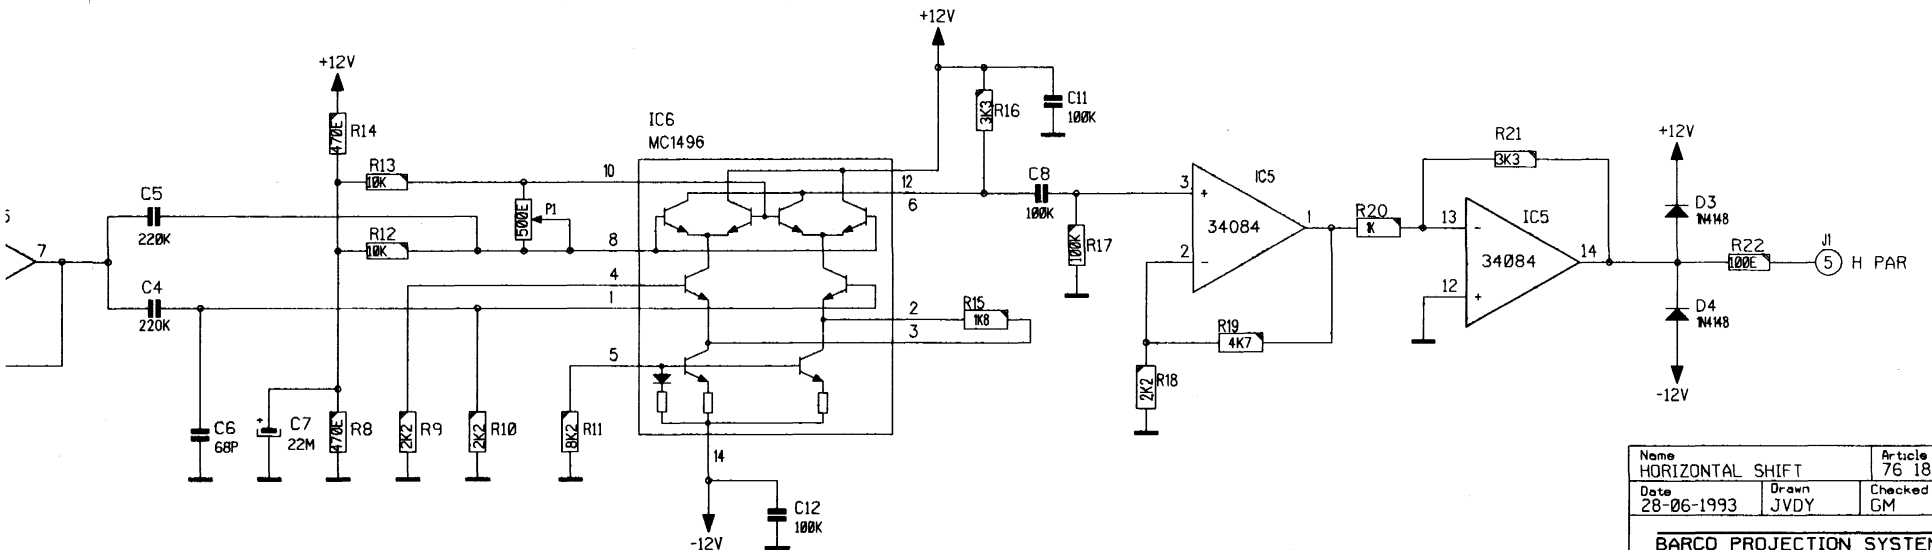 +12V
+12V
470E R14
IC6
MC1496
3K3 R16
C11
100K
R13
10K
10
C5
220K
500E P1
12
6
C8
100K
3
+
IC5
34084
1
2
-
R20
1K
R21
3K3
13
-
IC5
34084
14
12
+
+12V
D3
1N4148
R22
100E
J1
5 H PAR
D4
1N4148
-12V
7
R12
10K
8
4
1
C4
220K
100K R17
2
R15
1K8
3
R19
4K7
2K2 R18
5
C6
68P
+
C7
22M
470E R8
2K2 R9
2K2 R10
8K2 R11
14
C12
100K
-12V
Name
HORIZONTAL SHIFT
Article
76 18
Date
28-06-1993
Drawn
JVDY
Checked
GM
BARCO PROJECTION SYSTEM